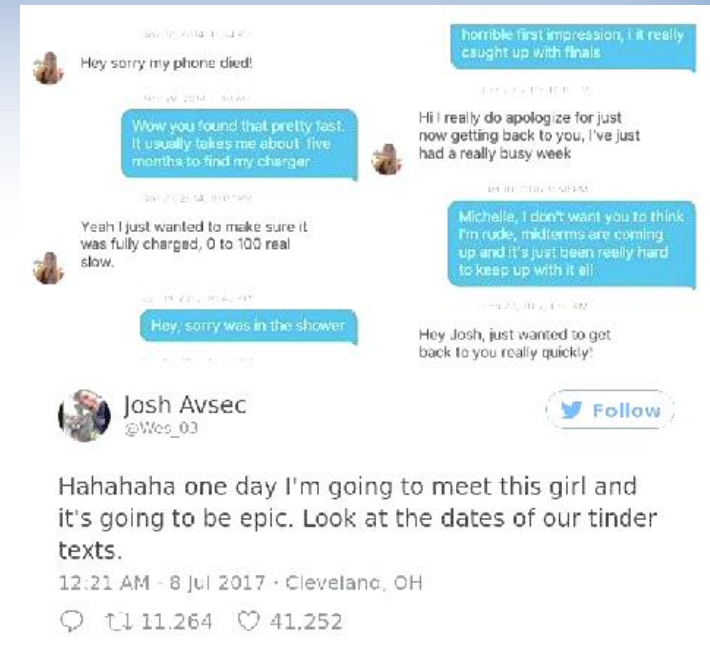 Hey sorry my phone died!
Wow you found that pretty fast.
It usually takes me about five
months to find my charger
Yeah I just wanted to make sure it
was fully charged, 0 to 100 real
slow.
Hey, sorry was in the shower
horrible first impression, i it really
caught up with finals
Hi I really do apologize for just
now getting back to you, I've just
had a really busy week
Michelle, I don't want you to think
I'm rude, midterms are coming
up and it's just been really hard
to keep up with it all
Hey Josh, just wanted to get
back to you really quickly!
Josh Avsec
@Wes_03
Follow
Hahahaha one day I'm going to meet this girl and
it's going to be epic. Look at the dates of our tinder
texts.
12:21 AM - 8 Jul 2017 · Cleveland, OH
11,264 41,252